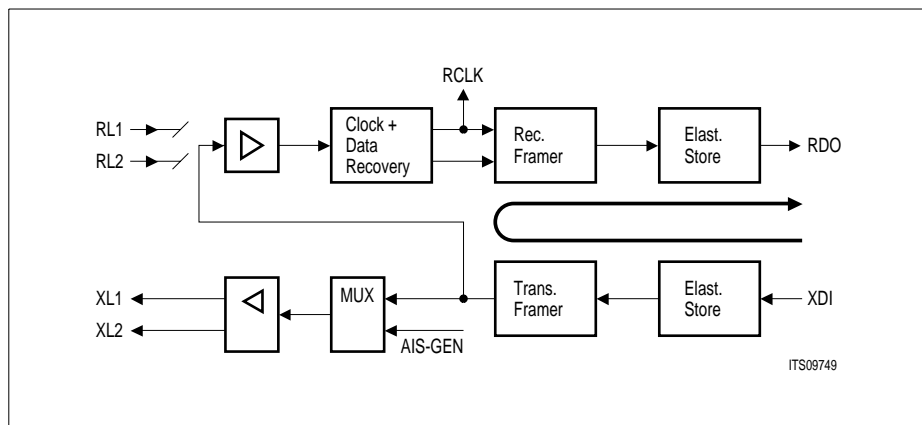 RCLK
RL1
RL2
Clock +
Data
Recovery
Rec.
Framer
Elast.
Store
RDO
XL1
XL2
MUX
AIS-GEN
Trans.
Framer
Elast.
Store
XDI
ITS09749